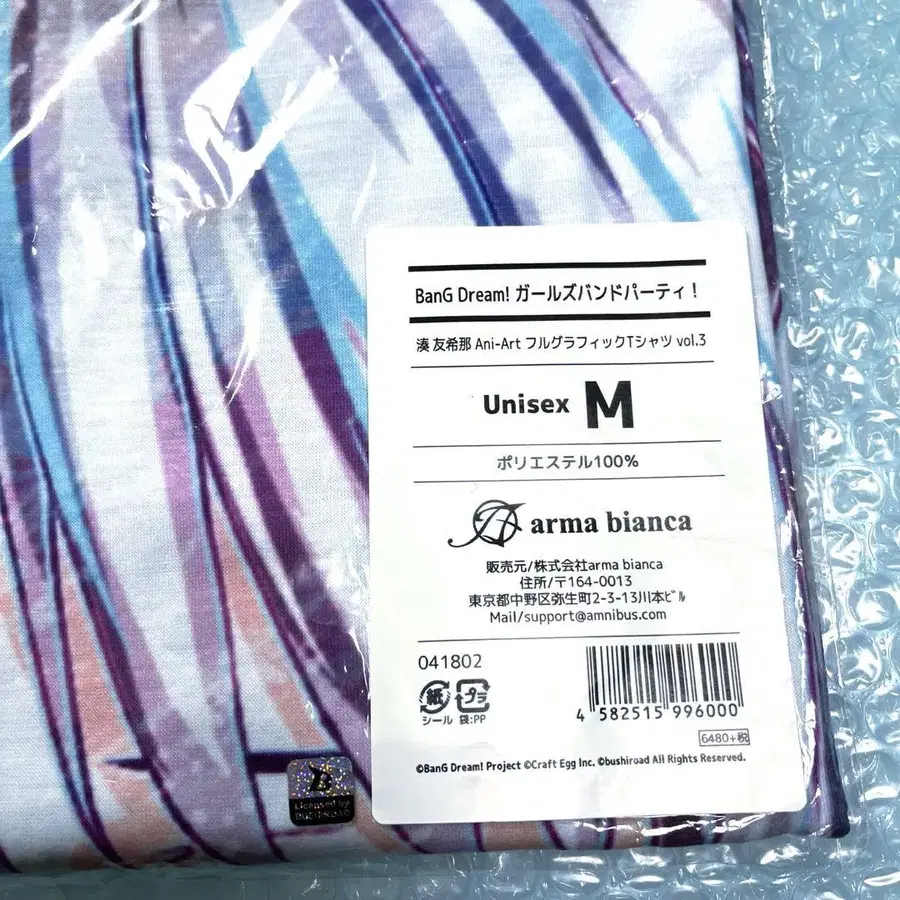 BanG Dream! ガールズバンドパーティ！
湊 友希那 Ani-Art フルグラフィックTシャツ vol.3
Unisex M
ポリエステル100%
arma bianca
販売元/株式会社arma bianca
住所/〒164-0013
東京都中野区弥生町2-3-13川本ﾋﾞﾙ
Mail/support@amnibus.com
041802
紙 プラ
シール 袋:PP
4 582515 996000
6480+税
©BanG Dream! Project ©Craft Egg Inc. ©bushiroad All Rights Reserved.
B
Licensed by
BUSHIROAD